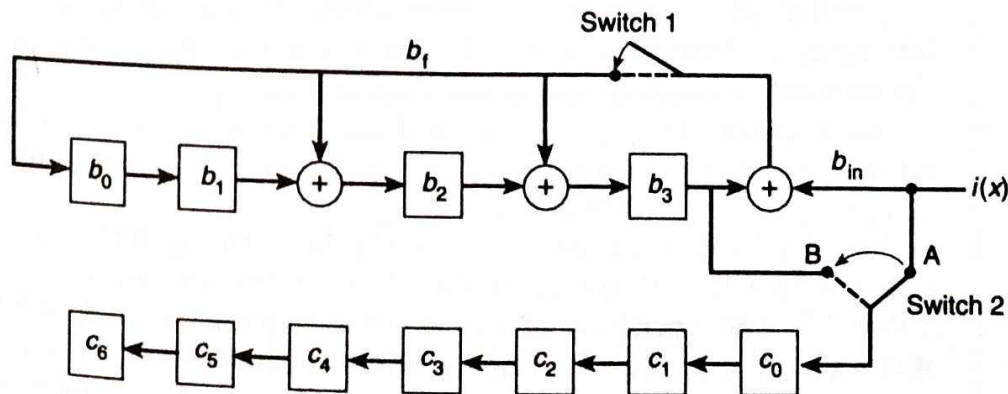 Switch 1
b_f
b_0
b_1
+
b_2
+
b_3
+
b_in
i(x)
B
A
Switch 2
c_6
c_5
c_4
c_3
c_2
c_1
c_0